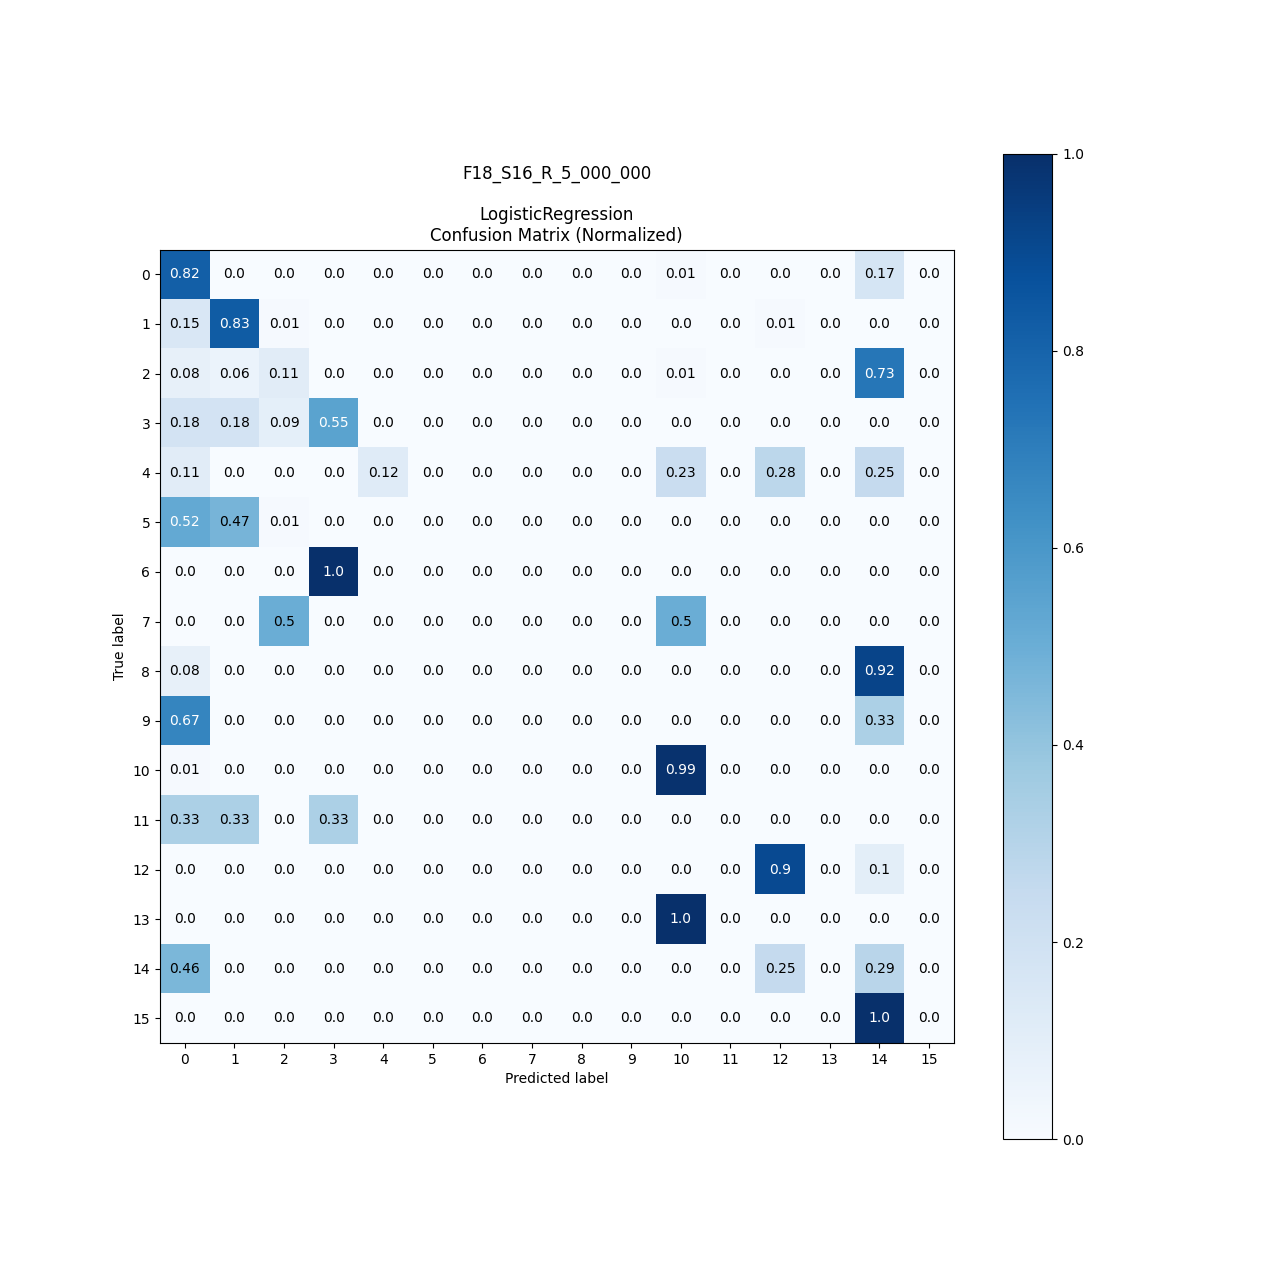 F18_S16_R_5_000_000
LogisticRegression
Confusion Matrix (Normalized)
0 0.82 0.0 0.0 0.0 0.0 0.0 0.0 0.0 0.0 0.0 0.01 0.0 0.0 0.0 0.17 0.0
1 0.15 0.83 0.01 0.0 0.0 0.0 0.0 0.0 0.0 0.0 0.0 0.0 0.01 0.0 0.0 0.0
2 0.08 0.06 0.11 0.0 0.0 0.0 0.0 0.0 0.0 0.0 0.01 0.0 0.0 0.0 0.73 0.0
3 0.18 0.18 0.09 0.55 0.0 0.0 0.0 0.0 0.0 0.0 0.0 0.0 0.0 0.0 0.0 0.0
4 0.11 0.0 0.0 0.0 0.12 0.0 0.0 0.0 0.0 0.0 0.23 0.0 0.28 0.0 0.25 0.0
5 0.52 0.47 0.01 0.0 0.0 0.0 0.0 0.0 0.0 0.0 0.0 0.0 0.0 0.0 0.0 0.0
6 0.0 0.0 0.0 1.0 0.0 0.0 0.0 0.0 0.0 0.0 0.0 0.0 0.0 0.0 0.0 0.0
7 0.0 0.0 0.5 0.0 0.0 0.0 0.0 0.0 0.0 0.0 0.5 0.0 0.0 0.0 0.0 0.0
8 0.08 0.0 0.0 0.0 0.0 0.0 0.0 0.0 0.0 0.0 0.0 0.0 0.0 0.0 0.92 0.0
9 0.67 0.0 0.0 0.0 0.0 0.0 0.0 0.0 0.0 0.0 0.0 0.0 0.0 0.0 0.33 0.0
10 0.01 0.0 0.0 0.0 0.0 0.0 0.0 0.0 0.0 0.0 0.99 0.0 0.0 0.0 0.0 0.0
11 0.33 0.33 0.0 0.33 0.0 0.0 0.0 0.0 0.0 0.0 0.0 0.0 0.0 0.0 0.0 0.0
12 0.0 0.0 0.0 0.0 0.0 0.0 0.0 0.0 0.0 0.0 0.0 0.0 0.9 0.0 0.1 0.0
13 0.0 0.0 0.0 0.0 0.0 0.0 0.0 0.0 0.0 0.0 1.0 0.0 0.0 0.0 0.0 0.0
14 0.46 0.0 0.0 0.0 0.0 0.0 0.0 0.0 0.0 0.0 0.0 0.0 0.25 0.0 0.29 0.0
15 0.0 0.0 0.0 0.0 0.0 0.0 0.0 0.0 0.0 0.0 0.0 0.0 0.0 0.0 1.0 0.0
0 1 2 3 4 5 6 7 8 9 10 11 12 13 14 15
Predicted label
True label
1.0
0.8
0.6
0.4
0.2
0.0